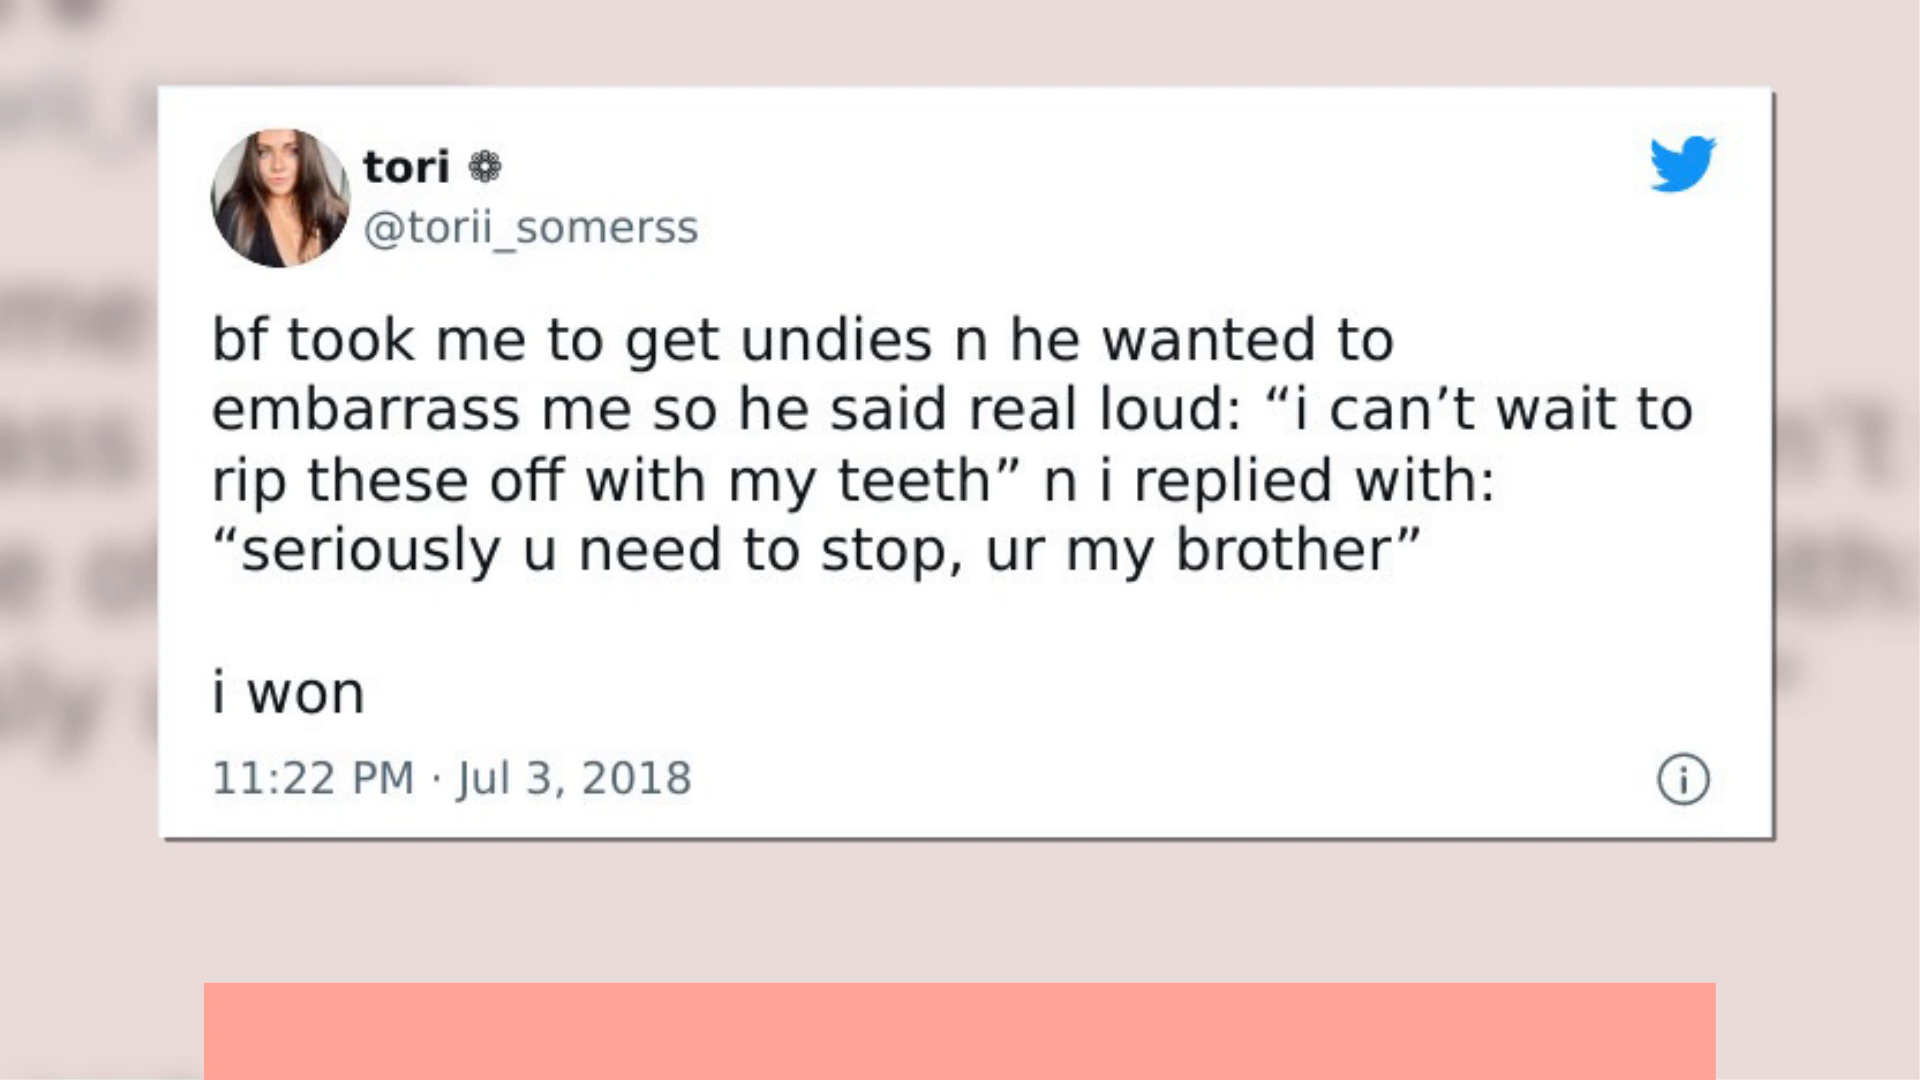 tori ❁
@torii_somerss
bf took me to get undies n he wanted to
embarrass me so he said real loud: “i can’t wait to
rip these off with my teeth” n i replied with:
“seriously u need to stop, ur my brother”
i won
11:22 PM · Jul 3, 2018